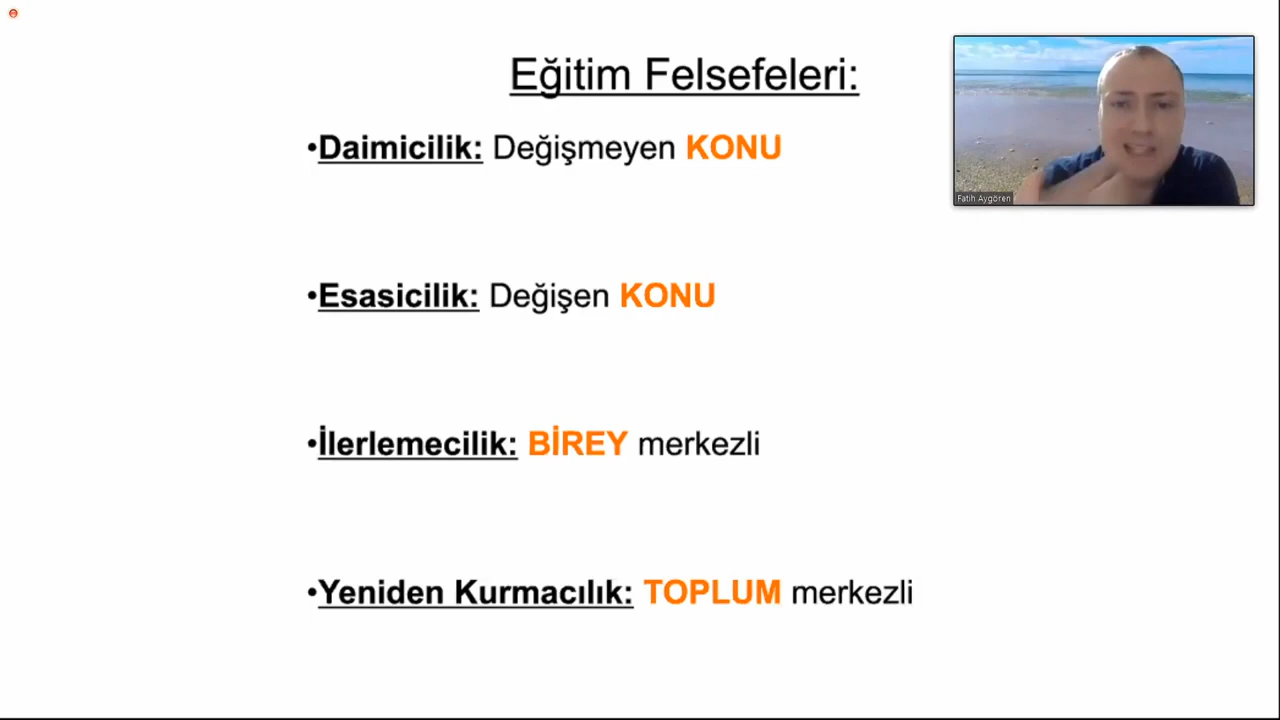 Eğitim Felsefeleri:
•Daimicilik: Değişmeyen KONU
Fatih Aygören
•Esasicilik: Değişen KONU
•İlerlemecilik: BİREY merkezli
•Yeniden Kurmacılık: TOPLUM merkezli